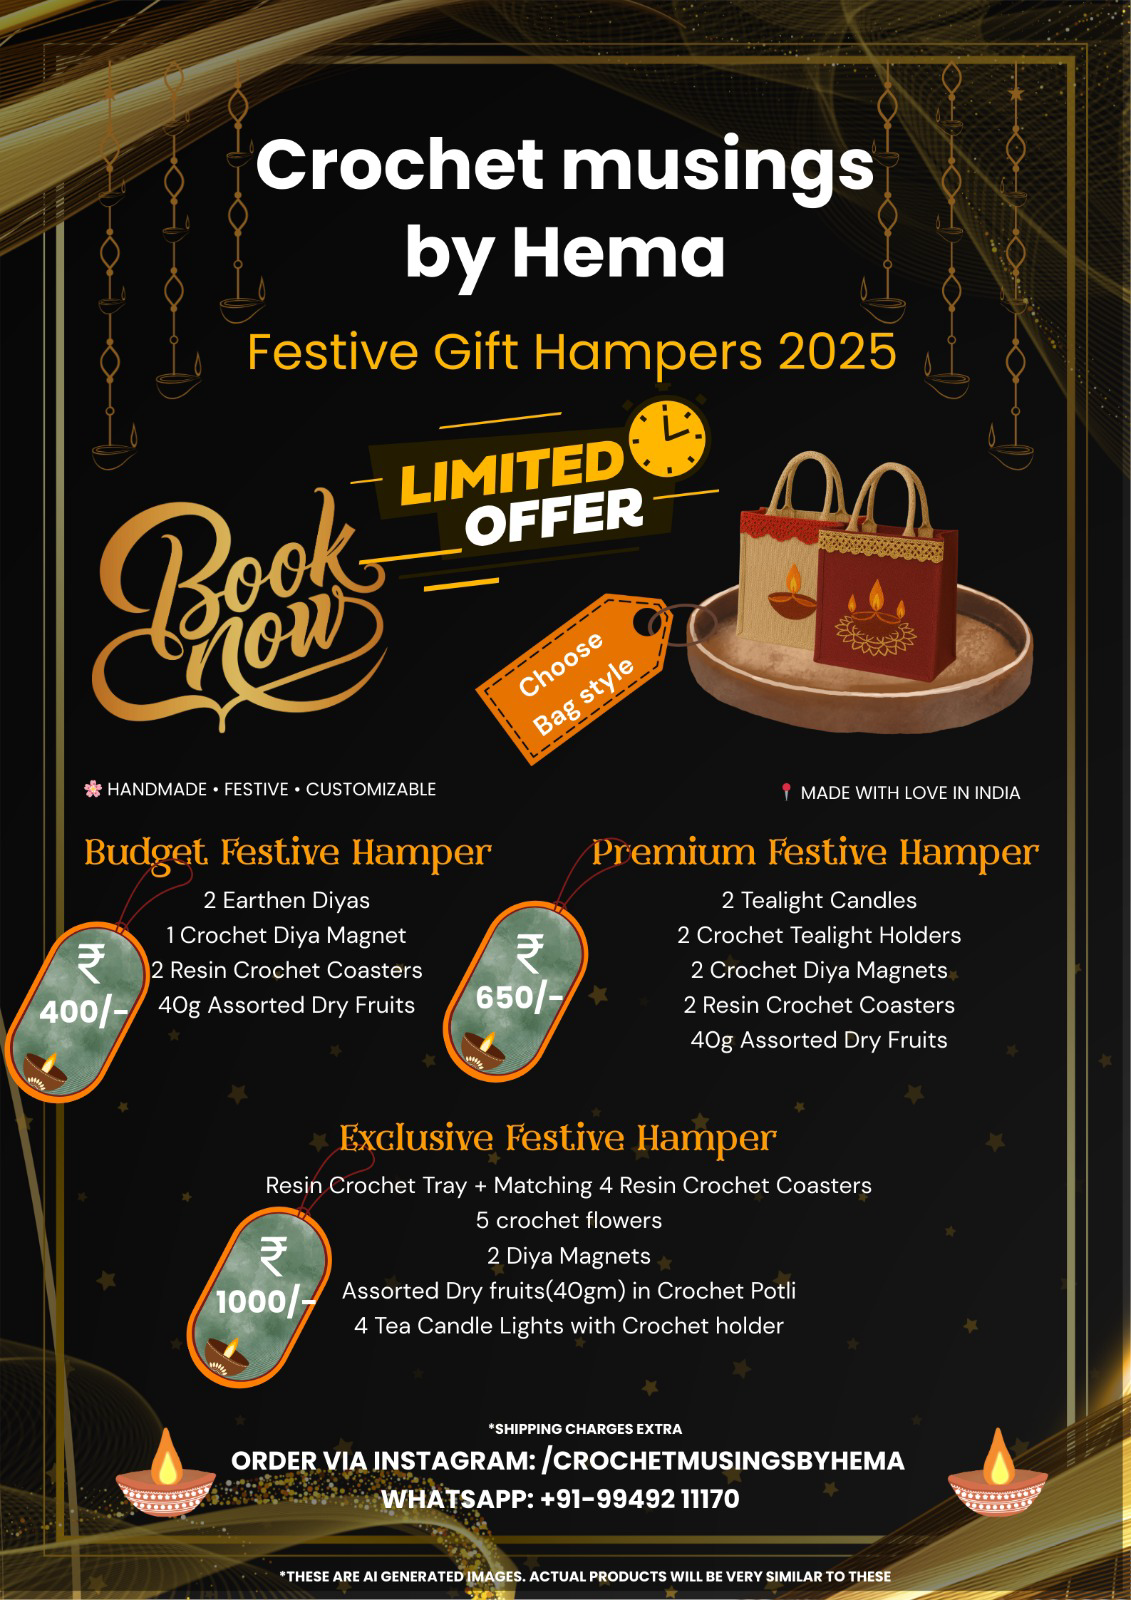 Crochet musings
by Hema
Festive Gift Hampers 2025
LIMITED
OFFER
Book
now
Choose
Bag style
🌸 HANDMADE • FESTIVE • CUSTOMIZABLE
📍 MADE WITH LOVE IN INDIA
Budget Festive Hamper
2 Earthen Diyas
1 Crochet Diya Magnet
2 Resin Crochet Coasters
40g Assorted Dry Fruits
₹
400/-
Premium Festive Hamper
2 Tealight Candles
2 Crochet Tealight Holders
2 Crochet Diya Magnets
2 Resin Crochet Coasters
40g Assorted Dry Fruits
₹
650/-
Exclusive Festive Hamper
Resin Crochet Tray + Matching 4 Resin Crochet Coasters
5 crochet flowers
2 Diya Magnets
Assorted Dry fruits(40gm) in Crochet Potli
4 Tea Candle Lights with Crochet holder
₹
1000/-
*SHIPPING CHARGES EXTRA
ORDER VIA INSTAGRAM: /CROCHETMUSINGSBYHEMA
WHATSAPP: +91-99492 11170
*THESE ARE AI GENERATED IMAGES. ACTUAL PRODUCTS WILL BE VERY SIMILAR TO THESE